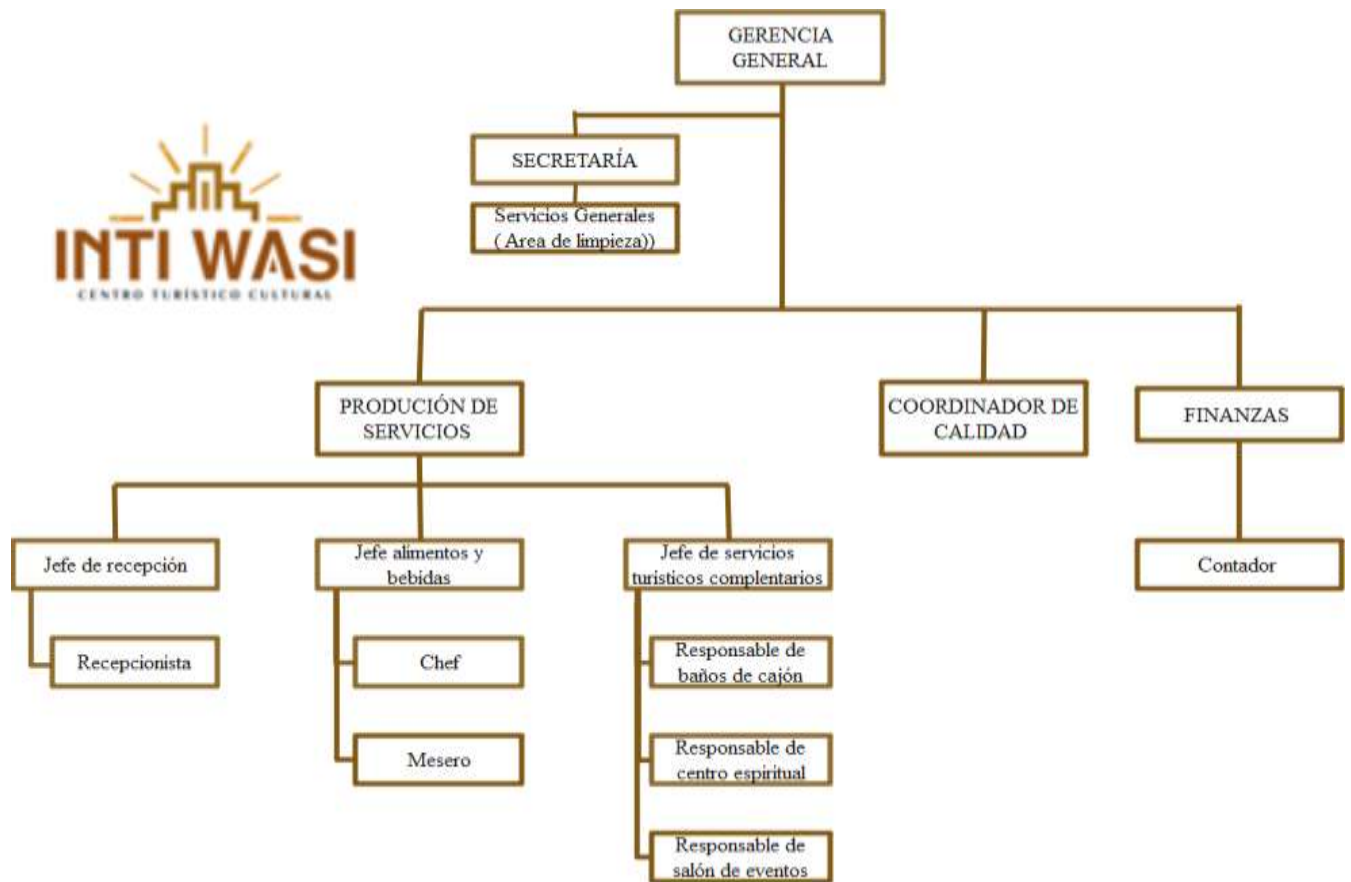 GERENCIA
GENERAL
SECRETARÍA
Servicios Generales
( Area de limpieza))
INTI WASI
CENTRO TURÍSTICO CULTURAL
PRODUCIÓN DE
SERVICIOS
COORDINADOR DE
CALIDAD
FINANZAS
Jefe de recepción
Jefe alimentos y
bebidas
Jefe de servicios
turisticos complentarios
Contador
Recepcionista
Chef
Responsable de
baños de cajón
Mesero
Responsable de
centro espiritual
Responsable de
salón de eventos